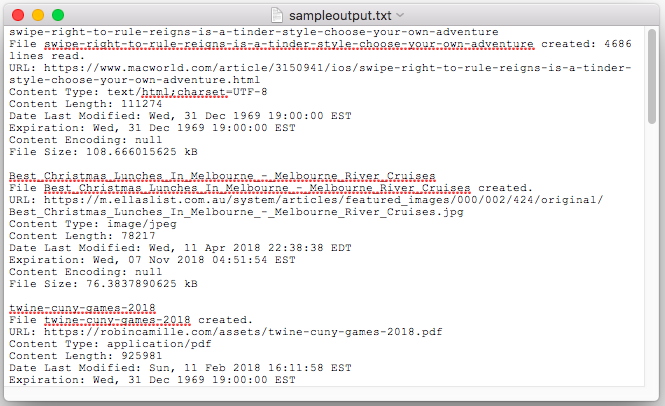 sampleoutput.txt
swipe-right-to-rule-reigns-is-a-tinder-style-choose-your-own-adventure
File swipe-right-to-rule-reigns-is-a-tinder-style-choose-your-own-adventure created: 4686
lines read.
URL: https://www.macworld.com/article/3150941/ios/swipe-right-to-rule-reigns-is-a-tinder-
style-choose-your-own-adventure.html
Content Type: text/html;charset=UTF-8
Content Length: 111274
Date Last Modified: Wed, 31 Dec 1969 19:00:00 EST
Expiration: Wed, 31 Dec 1969 19:00:00 EST
Content Encoding: null
File Size: 108.666015625 kB
Best_Christmas_Lunches_In_Melbourne_-_Melbourne_River_Cruises
File Best_Christmas_Lunches_In_Melbourne_-_Melbourne_River_Cruises created.
URL: https://m.ellaslist.com.au/system/articles/featured_images/000/002/424/original/
Best_Christmas_Lunches_In_Melbourne_-_Melbourne_River_Cruises.jpg
Content Type: image/jpeg
Content Length: 78217
Date Last Modified: Wed, 11 Apr 2018 22:38:38 EDT
Expiration: Wed, 07 Nov 2018 04:51:54 EST
Content Encoding: null
File Size: 76.3837890625 kB
twine-cuny-games-2018
File twine-cuny-games-2018 created.
URL: https://robincamille.com/assets/twine-cuny-games-2018.pdf
Content Type: application/pdf
Content Length: 925981
Date Last Modified: Sun, 11 Feb 2018 16:11:58 EST
Expiration: Wed, 31 Dec 1969 19:00:00 EST